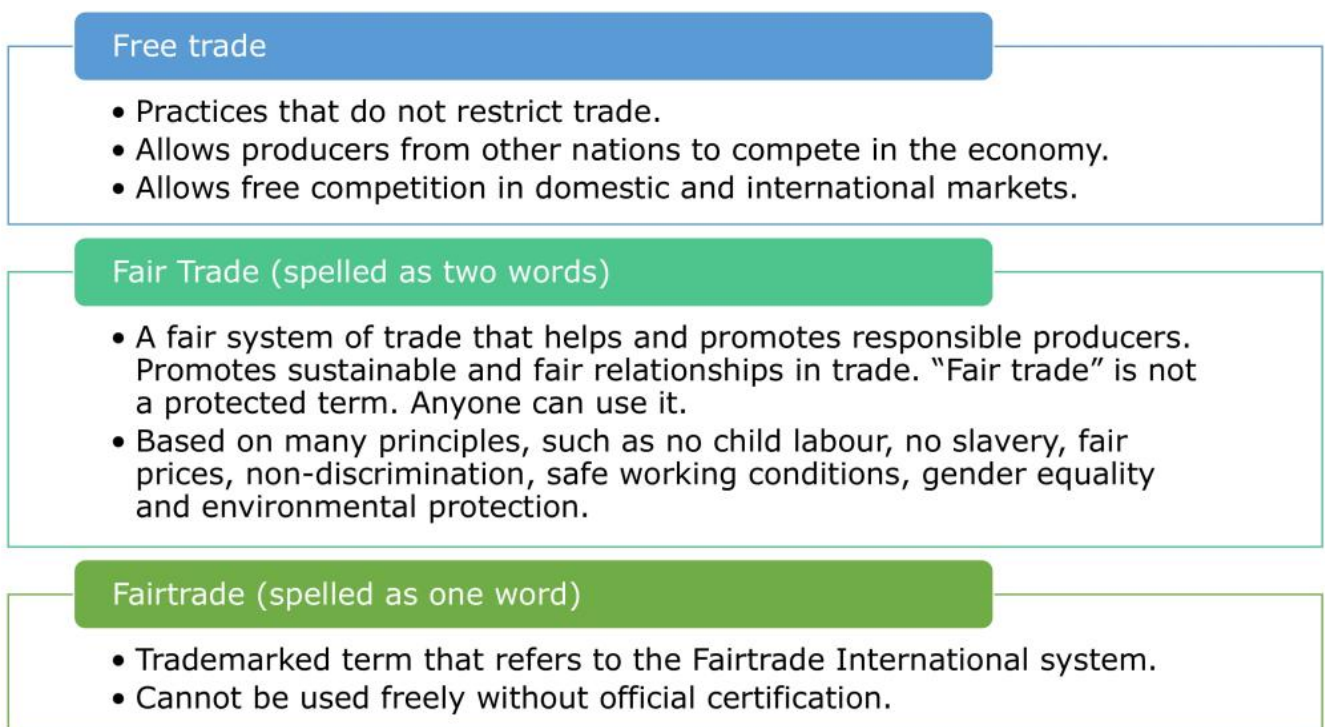 Free trade
• Practices that do not restrict trade.
• Allows producers from other nations to compete in the economy.
• Allows free competition in domestic and international markets.
Fair Trade (spelled as two words)
• A fair system of trade that helps and promotes responsible producers.
Promotes sustainable and fair relationships in trade. “Fair trade” is not
a protected term. Anyone can use it.
• Based on many principles, such as no child labour, no slavery, fair
prices, non-discrimination, safe working conditions, gender equality
and environmental protection.
Fairtrade (spelled as one word)
• Trademarked term that refers to the Fairtrade International system.
• Cannot be used freely without official certification.